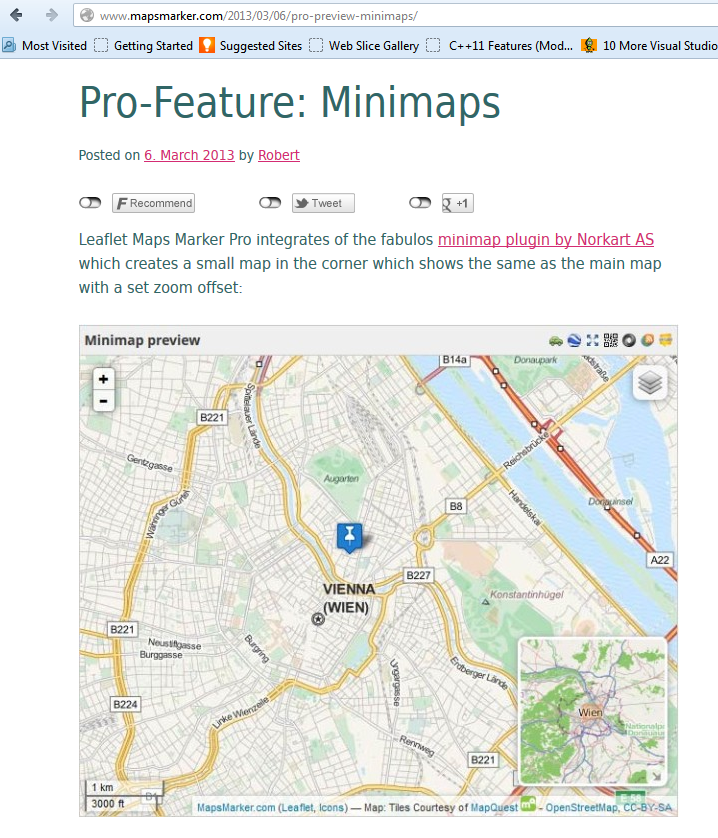 www.mapsmarker.com/2013/03/06/pro-preview-minimaps/
Most Visited Getting Started Suggested Sites Web Slice Gallery C++11 Features (Mod... 10 More Visual Studio
Pro-Feature: Minimaps
Posted on 6. March 2013 by Robert
Recommend Tweet +1
Leaflet Maps Marker Pro integrates of the fabulos minimap plugin by Norkart AS
which creates a small map in the corner which shows the same as the main map
with a set zoom offset:
Minimap preview
+
-
B14a
Donaupark
B221
Spittelauer Lände
Reichsbrücke
Gentzgasse
Augarten
Währinger Gürtel
B8
Handelskai
Donauinsel
A22
B227
VIENNA
(WIEN)
Konstantinhügel
B221
Neustiftgasse
Burggasse
Burgring
Ungargasse
Erdberger Lände
B224
Linke Wienzeile
Rennweg
B221
Wien
Nationalpa
Donauaue
1 km
3000 ft
B1
E 58
MapsMarker.com (Leaflet, Icons) — Map: Tiles Courtesy of MapQuest mq - OpenStreetMap, CC-BY-SA